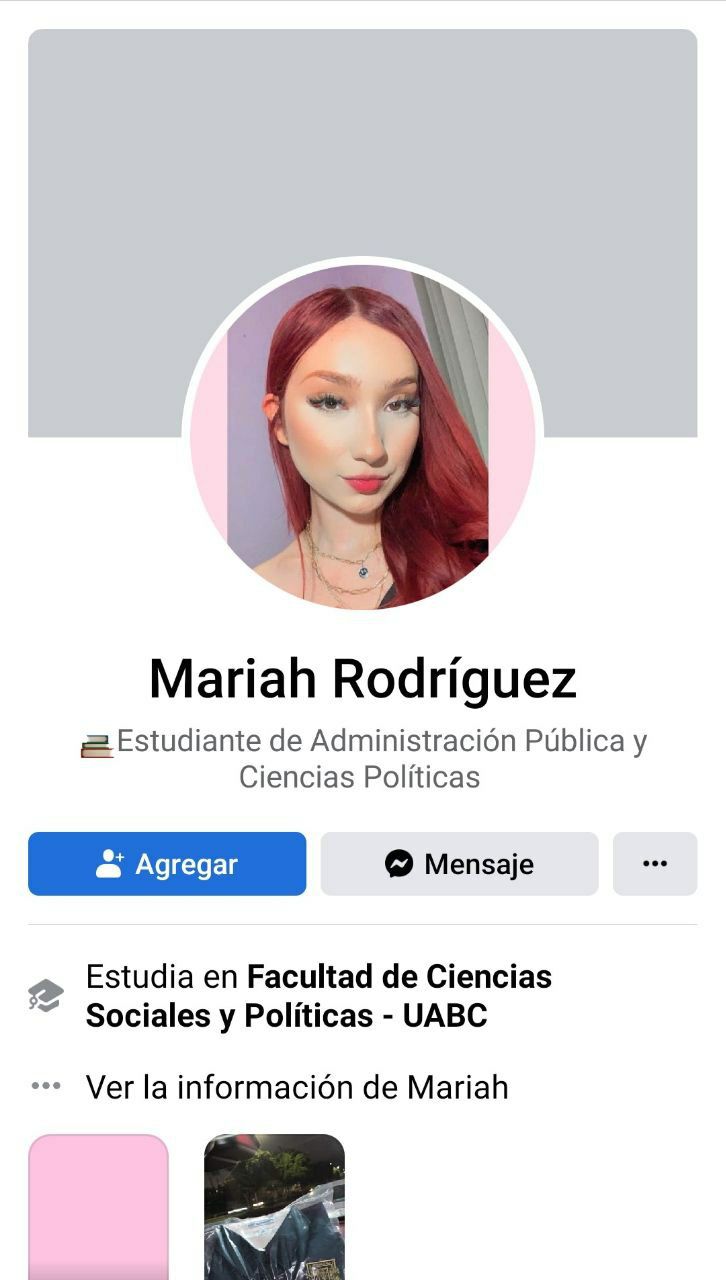 Mariah Rodríguez
📚Estudiante de Administración Pública y
Ciencias Políticas
Agregar
Mensaje
Estudia en Facultad de Ciencias
Sociales y Políticas - UABC
Ver la información de Mariah